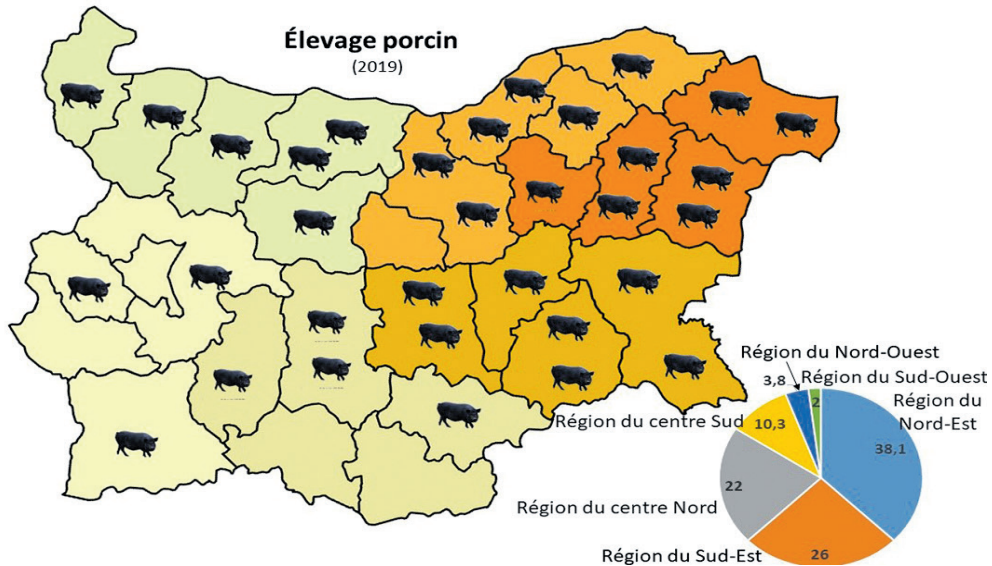 Élevage porcin
(2019)
Région du Nord-Ouest
3,8
Région du Sud-Ouest
2
Région du
Nord-Est
Région du centre Sud
10,3
38,1
22
Région du centre Nord
Région du Sud-Est
26